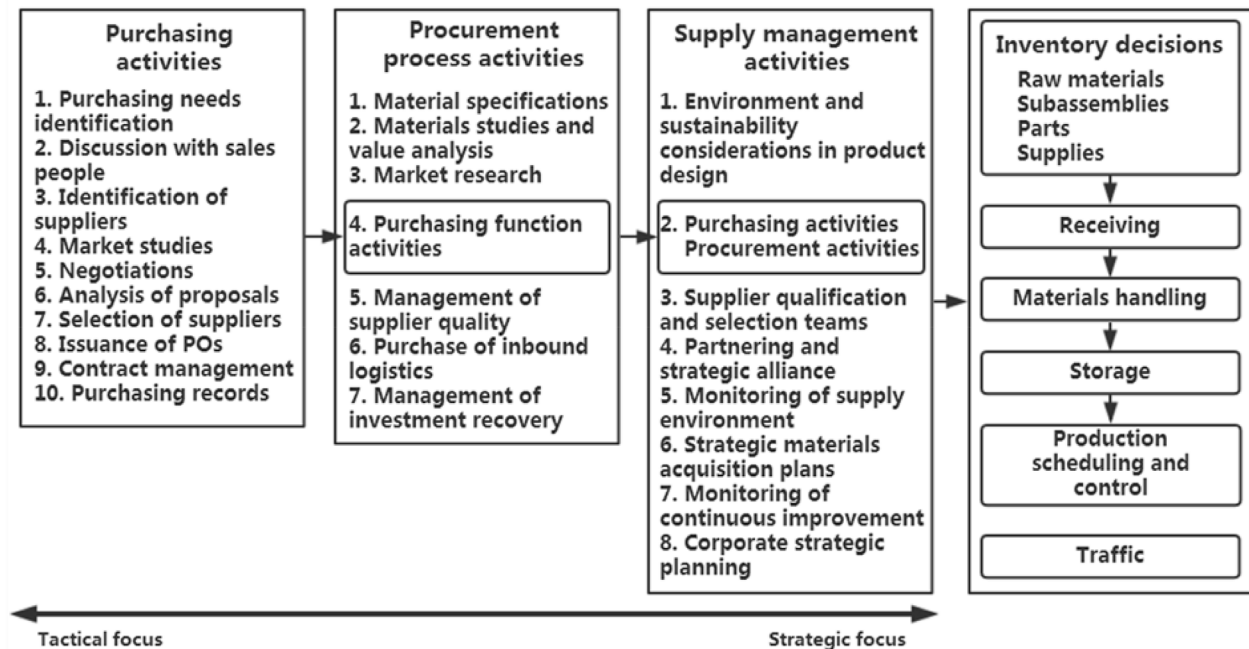 Purchasing
activities
1. Purchasing needs
identification
2. Discussion with sales
people
3. Identification of
suppliers
4. Market studies
5. Negotiations
6. Analysis of proposals
7. Selection of suppliers
8. Issuance of POs
9. Contract management
10. Purchasing records
Procurement
process activities
1. Material specifications
2. Materials studies and
value analysis
3. Market research
4. Purchasing function
activities
5. Management of
supplier quality
6. Purchase of inbound
logistics
7. Management of
investment recovery
Supply management
activities
1. Environment and
sustainability
considerations in product
design
2. Purchasing activities
Procurement activities
3. Supplier qualification
and selection teams
4. Partnering and
strategic alliance
5. Monitoring of supply
environment
6. Strategic materials
acquisition plans
7. Monitoring of
continuous improvement
8. Corporate strategic
planning
Inventory decisions
Raw materials
Subassemblies
Parts
Supplies
Receiving
Materials handling
Storage
Production
scheduling and
control
Traffic
Tactical focus
Strategic focus